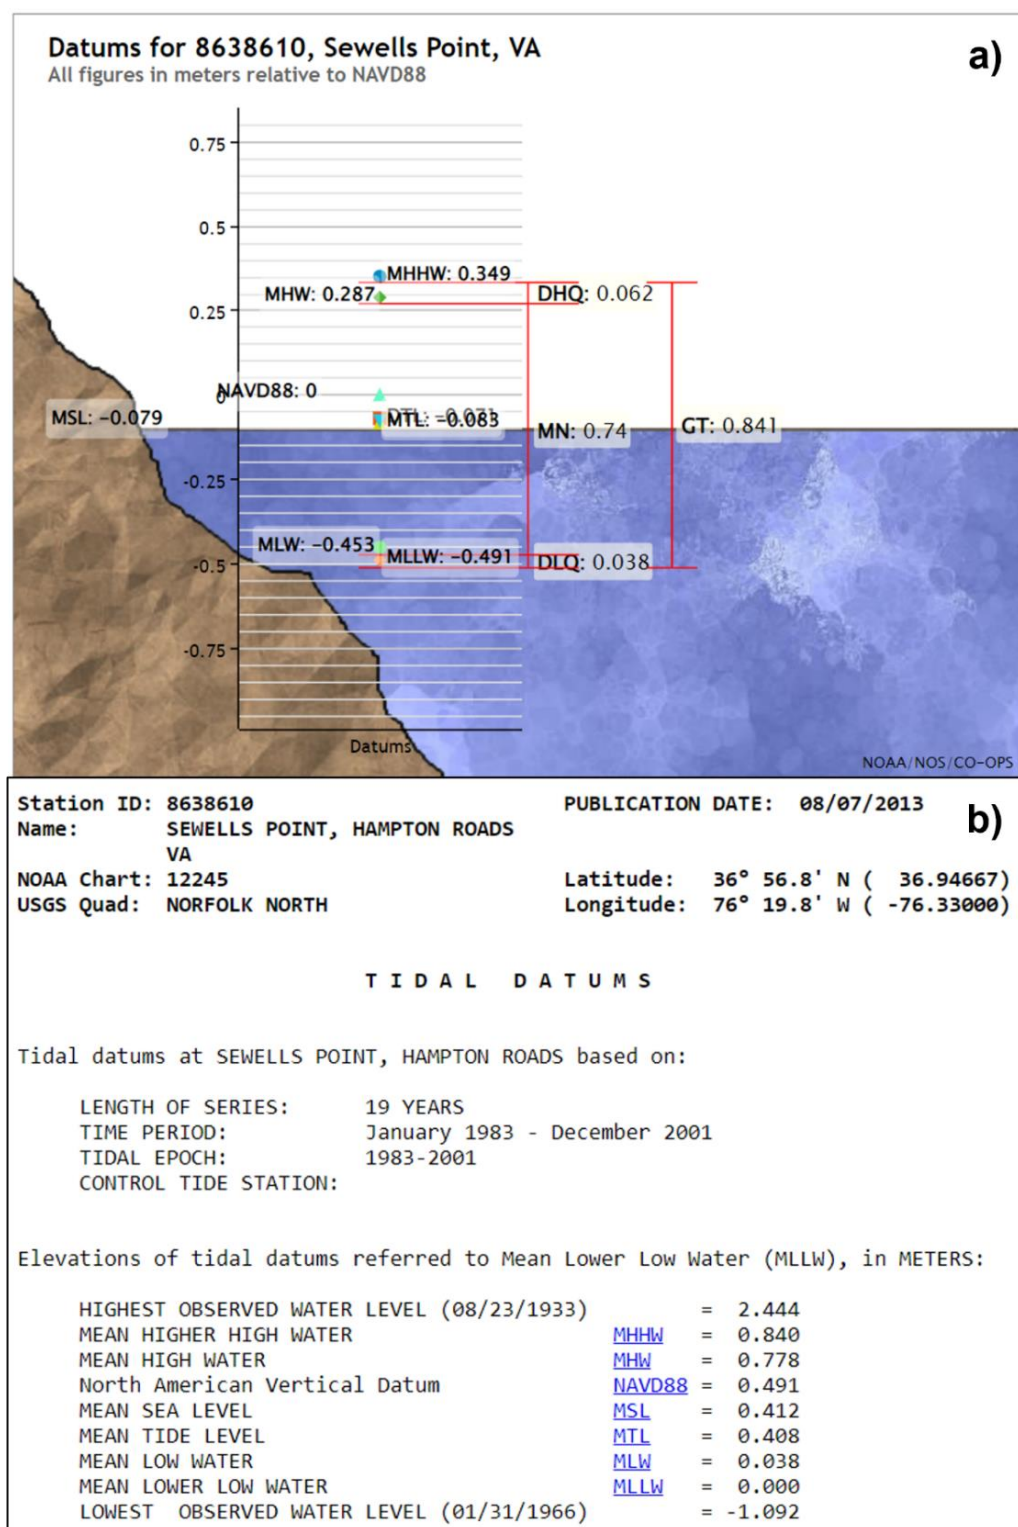 Datums for 8638610, Sewells Point, VA
a)
All figures in meters relative to NAVD88
0.75
0.5
MHHW: 0.349
MHW: 0.287
DHQ: 0.062
0.25
NAVD88: 0
0
DTL: −0.071
MSL: −0.079
MTL: −0.083
MN: 0.74
GT: 0.841
-0.25
MLW: −0.453
MLLW: −0.491
DLQ: 0.038
-0.5
-0.75
Datums
NOAA/NOS/CO-OPS
Station ID: 8638610 PUBLICATION DATE: 08/07/2013
b)
Name: SEWELLS POINT, HAMPTON ROADS
VA
NOAA Chart: 12245 Latitude: 36° 56.8' N ( 36.94667)
USGS Quad: NORFOLK NORTH Longitude: 76° 19.8' W ( -76.33000)
T I D A L D A T U M S
Tidal datums at SEWELLS POINT, HAMPTON ROADS based on:
LENGTH OF SERIES: 19 YEARS
TIME PERIOD: January 1983 - December 2001
TIDAL EPOCH: 1983-2001
CONTROL TIDE STATION:
Elevations of tidal datums referred to Mean Lower Low Water (MLLW), in METERS:
HIGHEST OBSERVED WATER LEVEL (08/23/1933) = 2.444
MEAN HIGHER HIGH WATER MHHW = 0.840
MEAN HIGH WATER MHW = 0.778
North American Vertical Datum NAVD88 = 0.491
MEAN SEA LEVEL MSL = 0.412
MEAN TIDE LEVEL MTL = 0.408
MEAN LOW WATER MLW = 0.038
MEAN LOWER LOW WATER MLLW = 0.000
LOWEST OBSERVED WATER LEVEL (01/31/1966) = -1.092